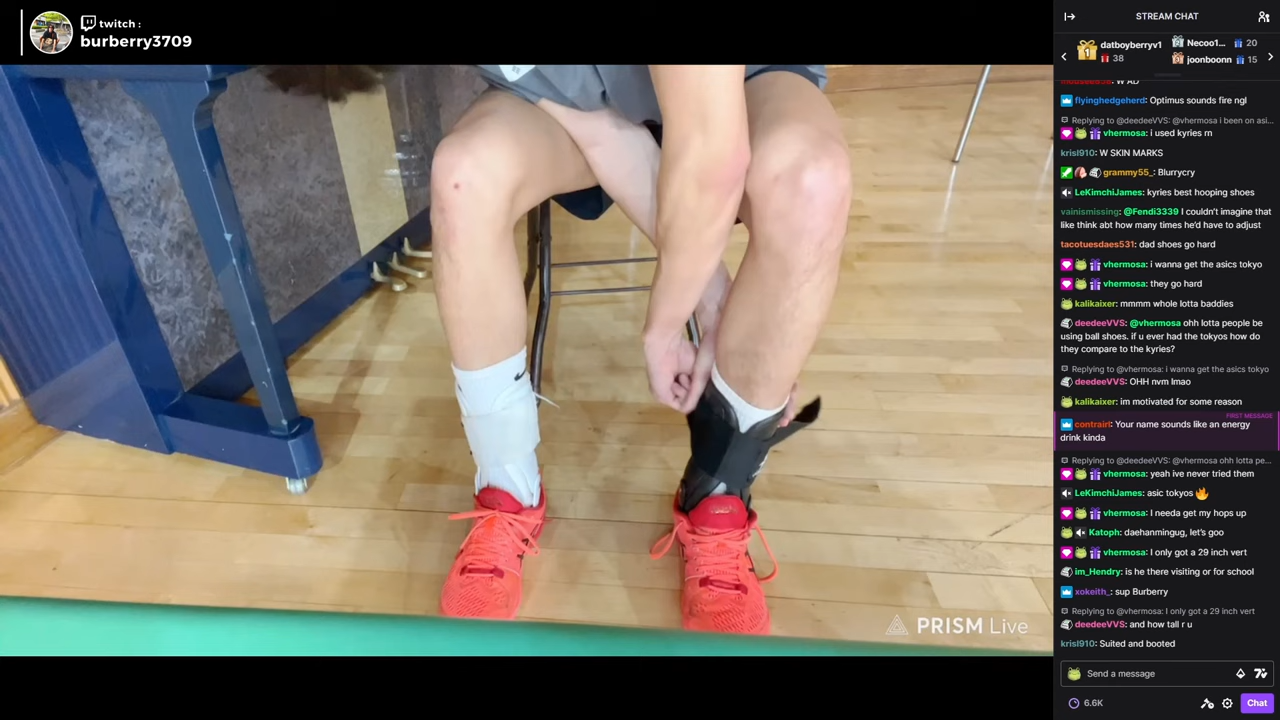 twitch :
burberry3709
STREAM CHAT
datboyberryv1
38
Necoo1...
20
joonboonn
15
W AD
flyinghedgeherd: Optimus sounds fire ngl
Replying to @deedeeVVS: @vhermosa i been on asi...
vhermosa: i used kyries rn
krisl910: W SKIN MARKS
grammy55_: Blurrycry
LeKimchiJames: kyries best hooping shoes
vainismissing: @Fendi3339 I couldn't imagine that
like think abt how many times he'd have to adjust
tacotuesdaes531: dad shoes go hard
vhermosa: i wanna get the asics tokyo
vhermosa: they go hard
kalikaixer: mmmm whole lotta baddies
deedeeVVS: @vhermosa ohh lotta people be
using ball shoes. if u ever had the tokyos how do
they compare to the kyries?
Replying to @vhermosa: i wanna get the asics tokyo
deedeeVVS: OHH nvm lmao
kalikaixer: im motivated for some reason
FIRST MESSAGE
contrairl: Your name sounds like an energy
drink kinda
Replying to @deedeeVVS: @vhermosa ohh lotta pe...
vhermosa: yeah ive never tried them
LeKimchiJames: asic tokyos 🔥
vhermosa: I needa get my hops up
Katoph: daehanmingug, let's goo
vhermosa: I only got a 29 inch vert
im_Hendry: is he there visiting or for school
xokeith_: sup Burberry
Replying to @vhermosa: I only got a 29 inch vert
deedeeVVS: and how tall r u
krisl910: Suited and booted
PRISM Live
Send a message
6.6K
Chat